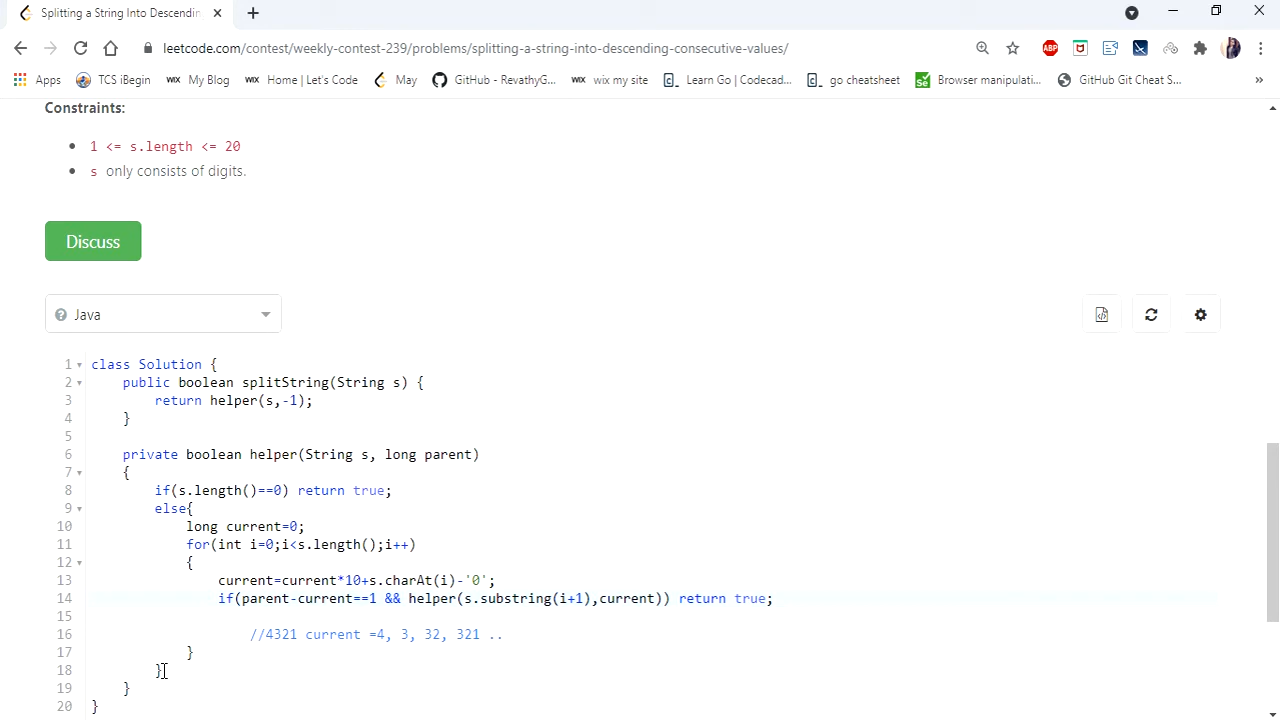 Splitting a String Into Descendin
leetcode.com/contest/weekly-contest-239/problems/splitting-a-string-into-descending-consecutive-values/
ABP
Apps TCS iBegin WIX My Blog WIX Home | Let's Code May GitHub - RevathyG... WIX wix my site Learn Go | Codecad... go cheatsheet Se Browser manipulati... GitHub Git Cheat S... »
Constraints:
• 1 <= s.length <= 20
• s only consists of digits.
Discuss
Java
1 class Solution {
2 public boolean splitString(String s) {
3 return helper(s,-1);
4 }
5
6 private boolean helper(String s, long parent)
7 {
8 if(s.length()==0) return true;
9 else{
10 long current=0;
11 for(int i=0;i<s.length();i++)
12 {
13 current=current*10+s.charAt(i)-'0';
14 if(parent-current==1 && helper(s.substring(i+1),current)) return true;
15
16 //4321 current =4, 3, 32, 321 ..
17 }
18 }
19 }
20 }